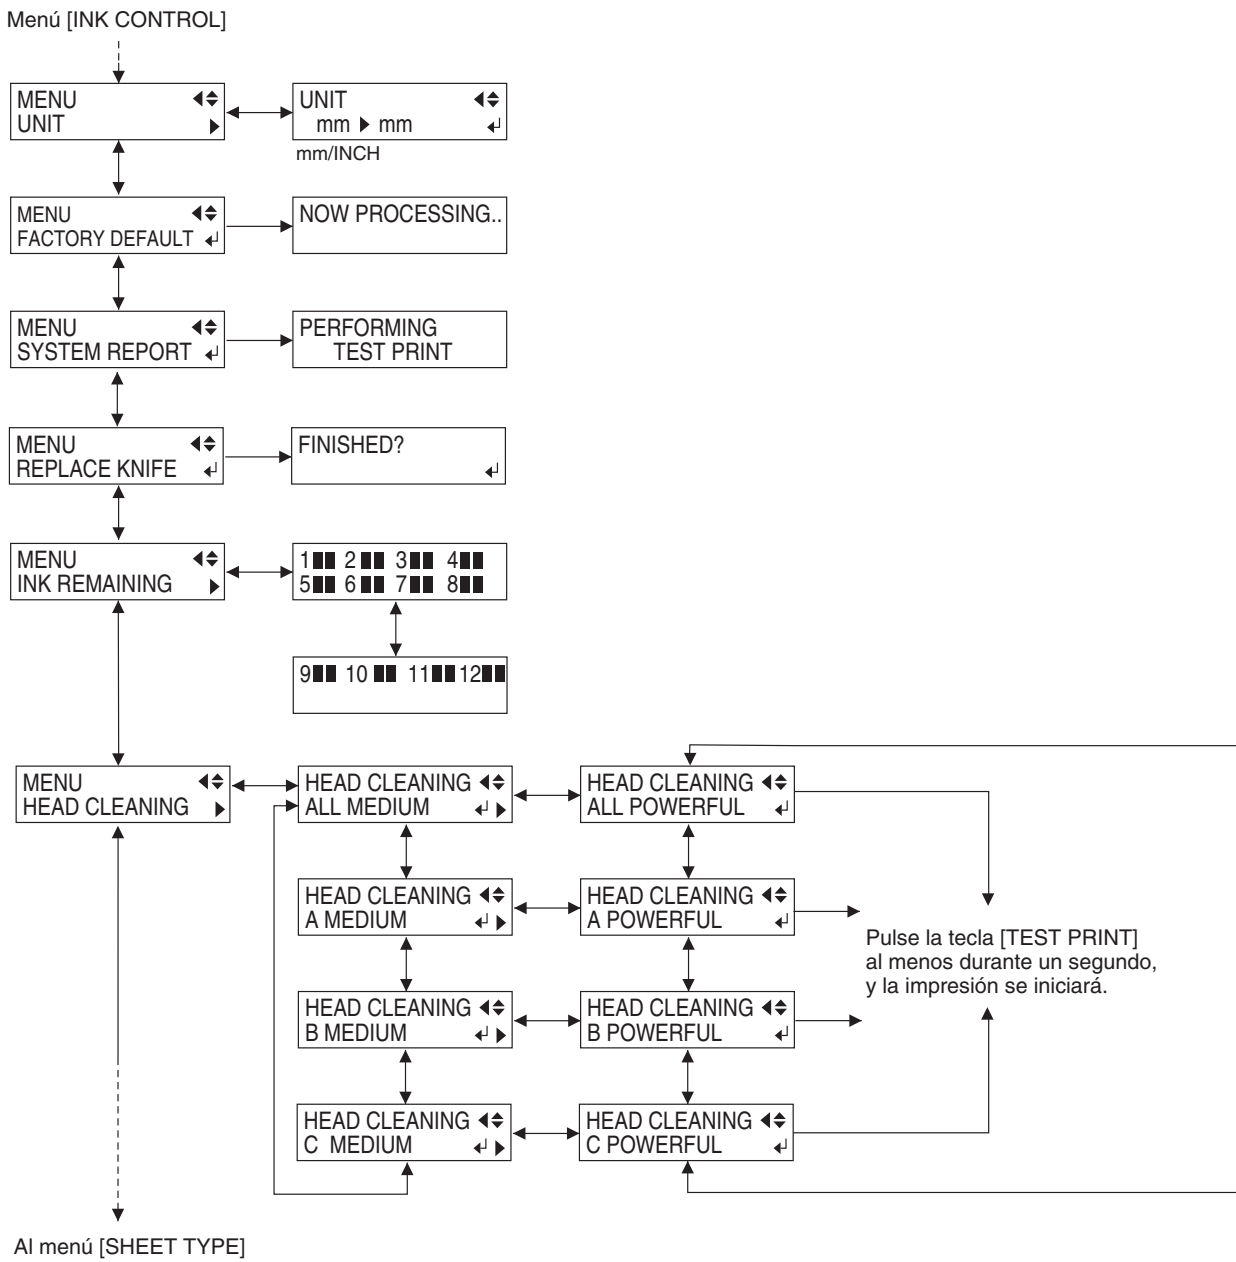 Menú [INK CONTROL]
MENU
UNIT
UNIT
mm ▶ mm
mm/INCH
MENU
FACTORY DEFAULT
NOW PROCESSING..
MENU
SYSTEM REPORT
PERFORMING
TEST PRINT
MENU
REPLACE KNIFE
FINISHED?
MENU
INK REMAINING
1■■ 2■■ 3■■ 4■■
5■■ 6■■ 7■■ 8■■
9■■ 10■■ 11■■12■■
MENU
HEAD CLEANING
HEAD CLEANING
ALL MEDIUM
HEAD CLEANING
ALL POWERFUL
HEAD CLEANING
A MEDIUM
HEAD CLEANING
A POWERFUL
Pulse la tecla [TEST PRINT]
al menos durante un segundo,
y la impresión se iniciará.
HEAD CLEANING
B MEDIUM
HEAD CLEANING
B POWERFUL
HEAD CLEANING
C MEDIUM
HEAD CLEANING
C POWERFUL
Al menú [SHEET TYPE]